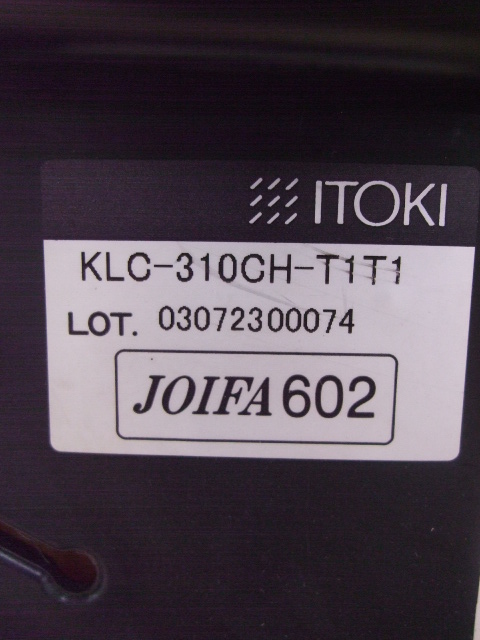 ITOKI
KLC-310CH-T1T1
LOT. 03072300074
JOIFA 602